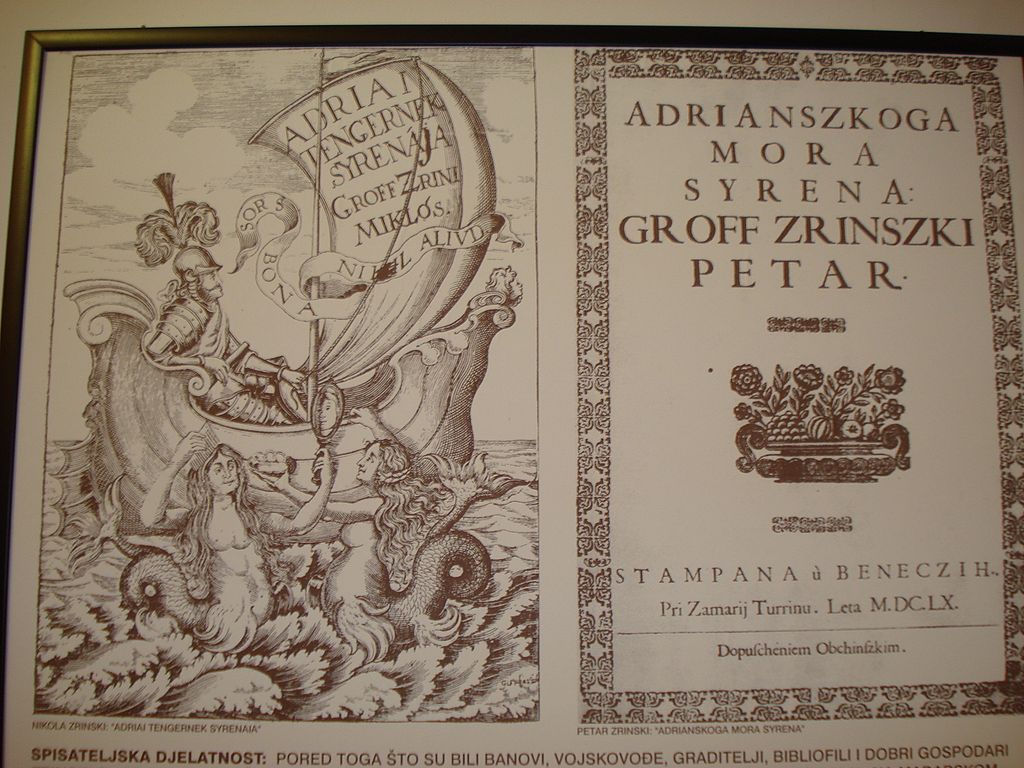 ADRIAI
TENGERNEK
SYRENAJA
GROFF ZRINI
MIKLÓS.
SORS
BONA
NIHIL
ALIVD
NIKOLA ZRINSKI: "ADRIAI TENGERNEK SYRENAIA"
ADRIANSZKOGA
MORA
SYRENA:
GROFF ZRINSZKI
PETAR.
STAMPANA ù BENECZIH.
Pri Zamarij Turrinu. Leta M.DC.LX.
Dopuſcheniem Obchinſzkim.
PETAR ZRINSKI: "ADRIANSKOGA MORA SYRENA"
SPISATELJSKA DJELATNOST: PORED TOGA ŠTO SU BILI BANOVI, VOJSKOVOĐE, GRADITELJI, BIBLIOFILI I DOBRI GOSPODARI